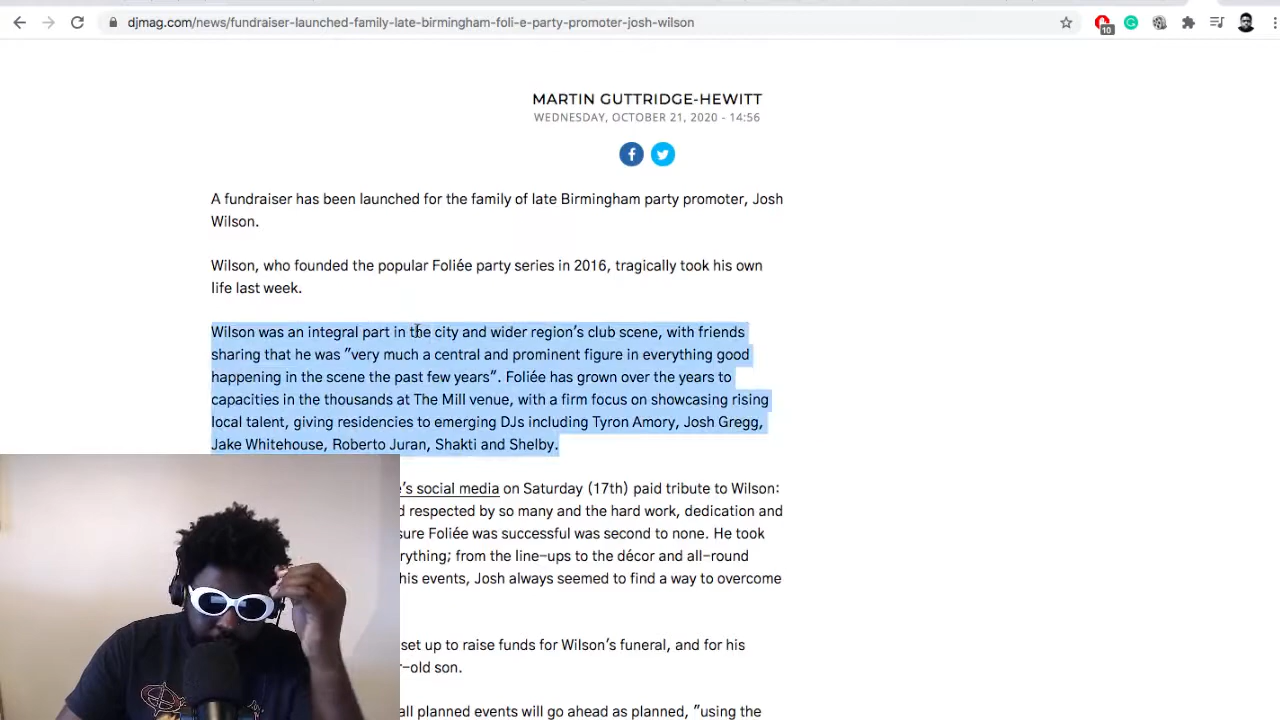 djmag.com/news/fundraiser-launched-family-late-birmingham-foli-e-party-promoter-josh-wilson
10
MARTIN GUTTRIDGE-HEWITT
WEDNESDAY, OCTOBER 21, 2020 - 14:56
A fundraiser has been launched for the family of late Birmingham party promoter, Josh
Wilson.
Wilson, who founded the popular Foliée party series in 2016, tragically took his own
life last week.
Wilson was an integral part in the city and wider region's club scene, with friends
sharing that he was "very much a central and prominent figure in everything good
happening in the scene the past few years". Foliée has grown over the years to
capacities in the thousands at The Mill venue, with a firm focus on showcasing rising
local talent, giving residencies to emerging DJs including Tyron Amory, Josh Gregg,
Jake Whitehouse, Roberto Juran, Shakti and Shelby.
e's social media on Saturday (17th) paid tribute to Wilson:
d respected by so many and the hard work, dedication and
sure Foliée was successful was second to none. He took
rything; from the line-ups to the décor and all-round
his events, Josh always seemed to find a way to overcome
set up to raise funds for Wilson's funeral, and for his
r-old son.
all planned events will go ahead as planned, "using the